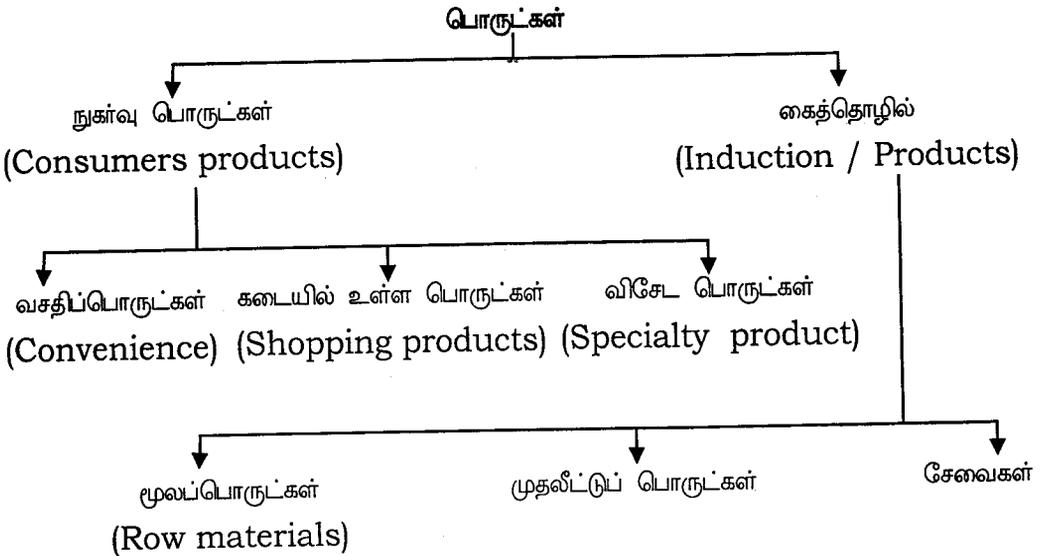 பொருட்கள்
நுகர்வு பொருட்கள்
(Consumers products)
கைத்தொழில்
(Induction / Products)
வசதிப்பொருட்கள்
(Convenience)
கடையில் உள்ள பொருட்கள்
(Shopping products)
விசேட பொருட்கள்
(Specialty product)
மூலப்பொருட்கள்
(Row materials)
முதலீட்டுப் பொருட்கள்
சேவைகள்